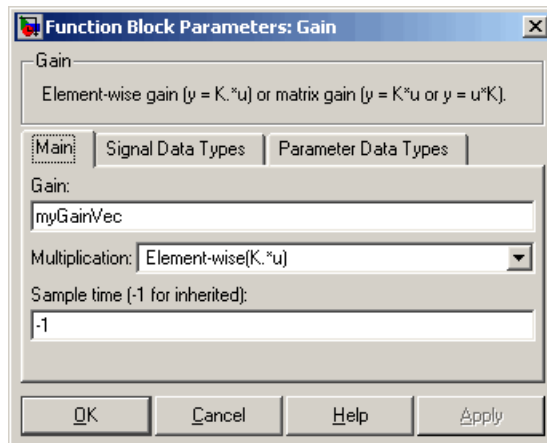 Function Block Parameters: Gain
Gain
Element-wise gain (y = K.*u) or matrix gain (y = K*u or y = u*K).
Main Signal Data Types Parameter Data Types
Gain:
myGainVec
Multiplication: Element-wise(K.*u)
Sample time (-1 for inherited):
-1
OK Cancel Help Apply